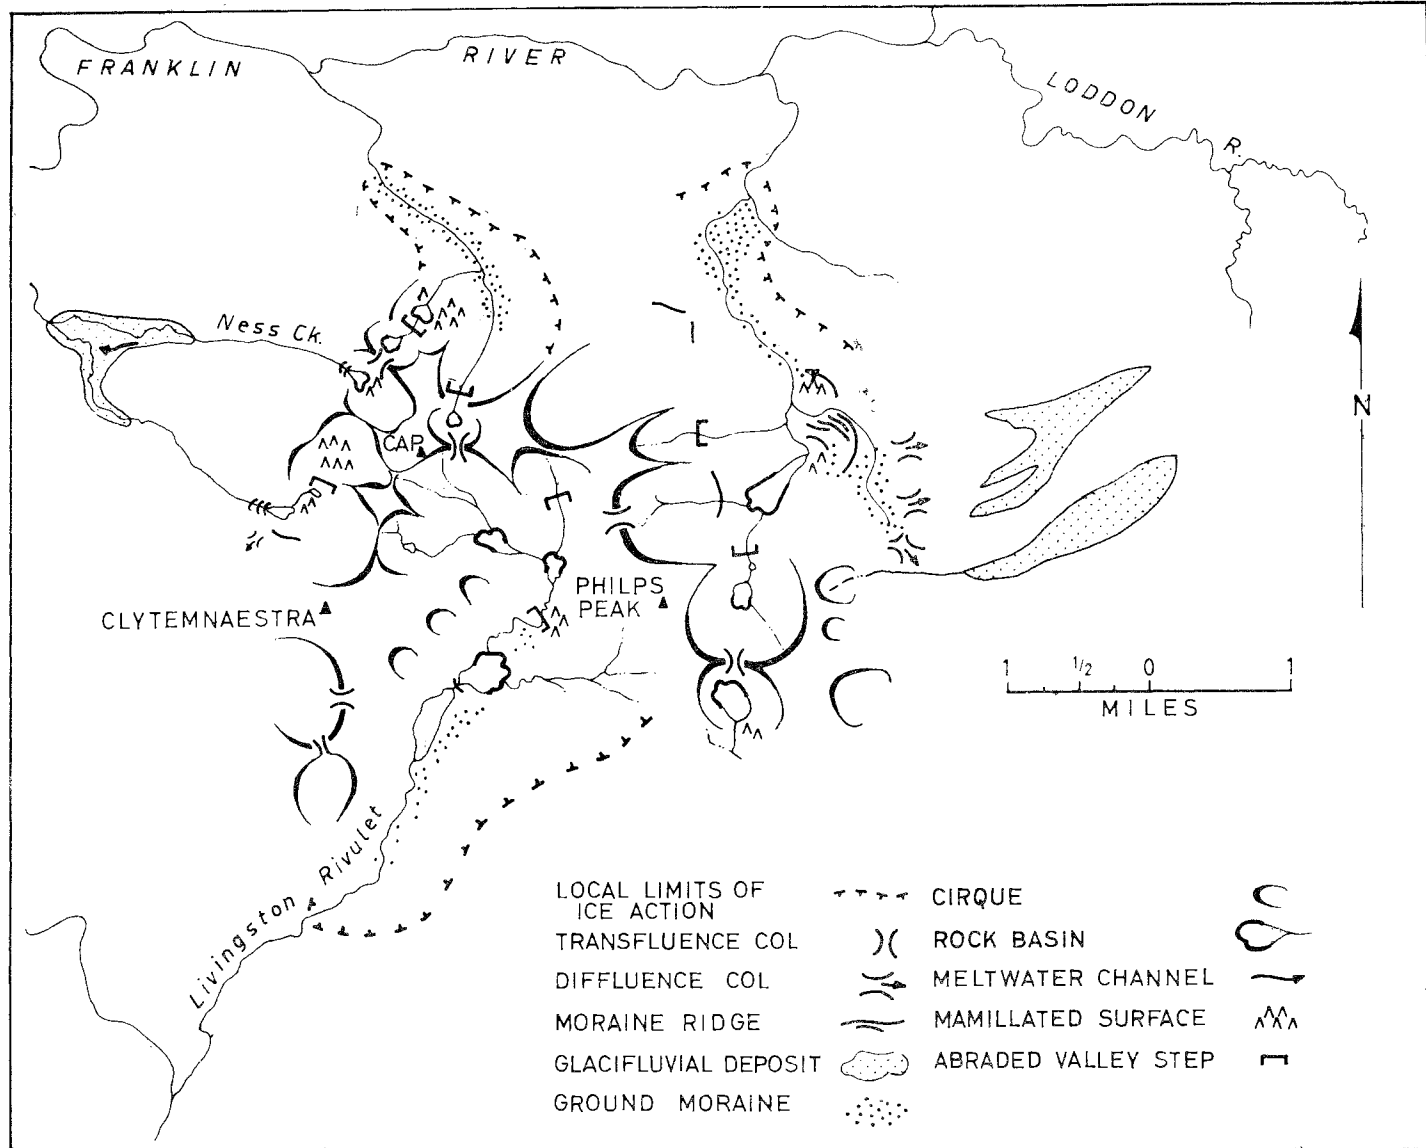 FRANKLIN
RIVER
LODDON
R.
Ness Ck.
CAP
N
PHILPS
PEAK
CLYTEMNAESTRA
1 1/2 0 1
MILES
Livingston Rivulet
LOCAL LIMITS OF
ICE ACTION
CIRQUE
TRANSFLUENCE COL
ROCK BASIN
DIFFLUENCE COL
MELTWATER CHANNEL
MORAINE RIDGE
MAMILLATED SURFACE
GLACIFLUVIAL DEPOSIT
ABRADED VALLEY STEP
GROUND MORAINE